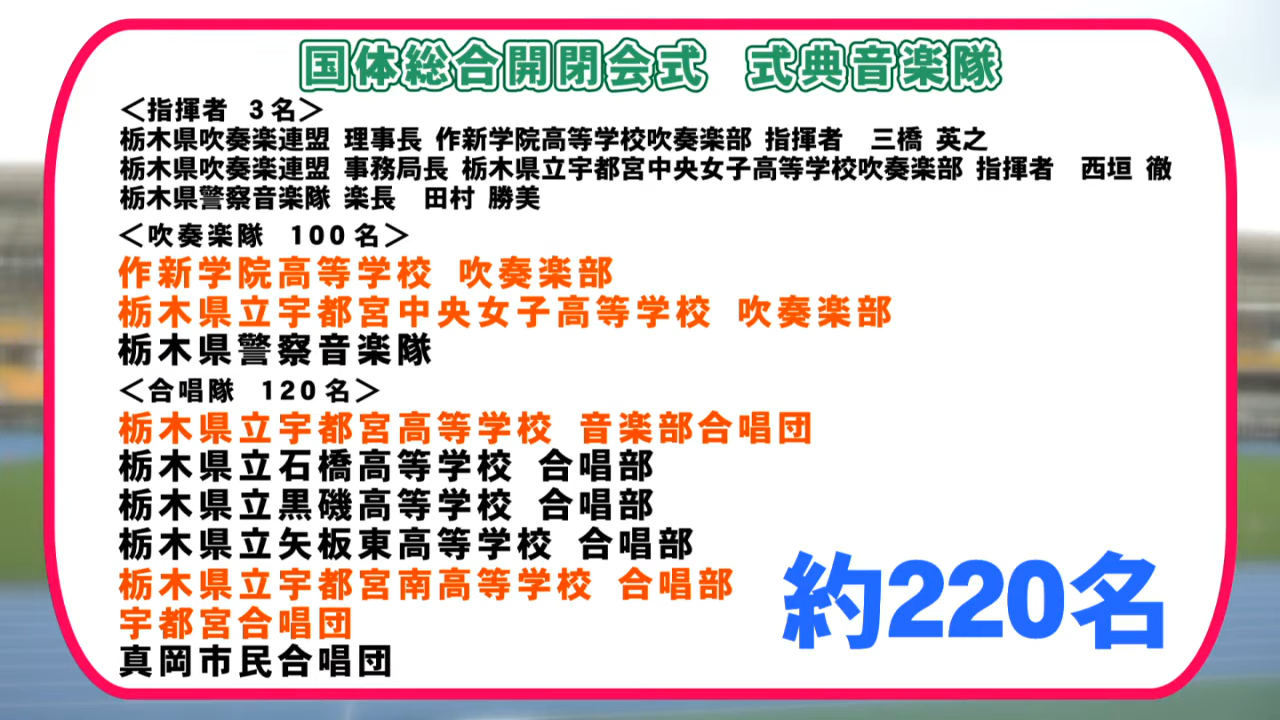 国体総合開閉会式　式典音楽隊
＜指揮者　3名＞
栃木県吹奏楽連盟 理事長 作新学院高等学校吹奏楽部 指揮者　三橋 英之
栃木県吹奏楽連盟 事務局長 栃木県立宇都宮中央女子高等学校吹奏楽部 指揮者　西垣 徹
栃木県警察音楽隊 楽長　田村 勝美
＜吹奏楽隊　100名＞
作新学院高等学校 吹奏楽部
栃木県立宇都宮中央女子高等学校 吹奏楽部
栃木県警察音楽隊
＜合唱隊　120名＞
栃木県立宇都宮高等学校 音楽部合唱団
栃木県立石橋高等学校 合唱部
栃木県立黒磯高等学校 合唱部
栃木県立矢板東高等学校 合唱部
栃木県立宇都宮南高等学校 合唱部
宇都宮合唱団
真岡市民合唱団
約220名